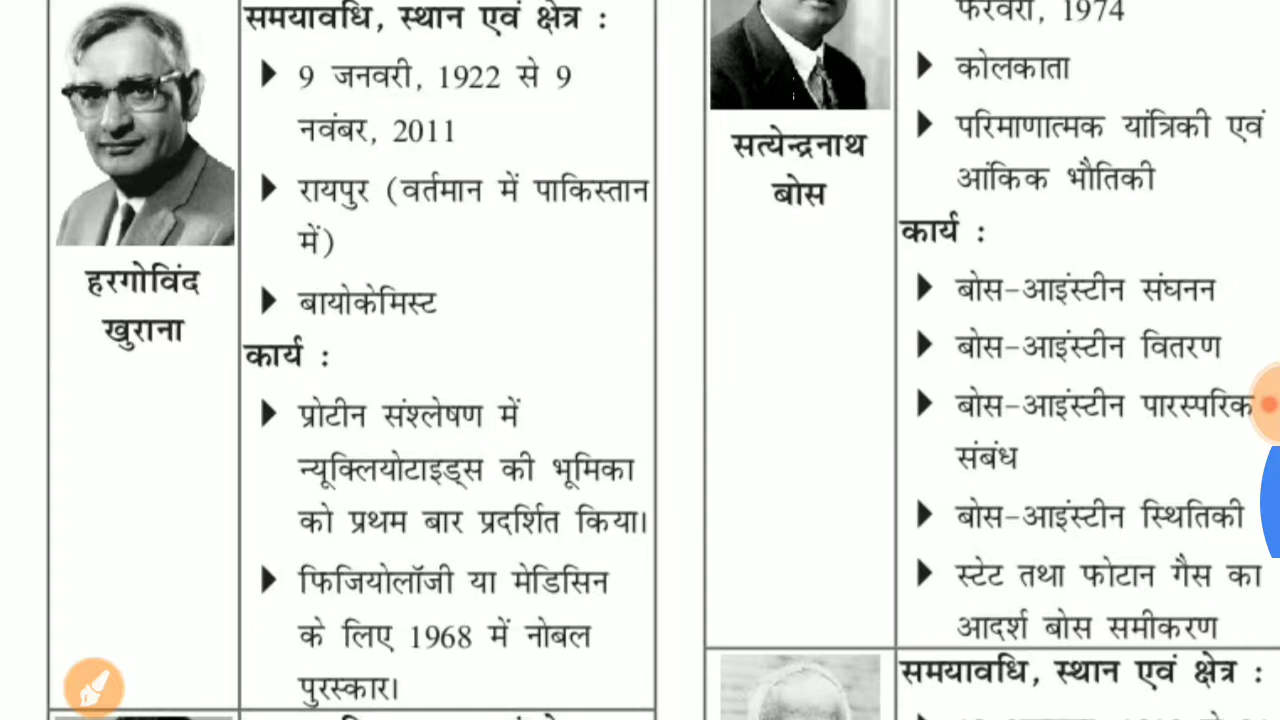 समयावधि, स्थान एवं क्षेत्र :
9 जनवरी, 1922 से 9
नवंबर, 2011
रायपुर (वर्तमान में पाकिस्तान
में)
बायोकेमिस्ट
हरगोविंद
खुराना
कार्य :
प्रोटीन संश्लेषण में
न्यूक्लियोटाइड्स की भूमिका
को प्रथम बार प्रदर्शित किया।
फिजियोलॉजी या मेडिसिन
के लिए 1968 में नोबल
पुरस्कार।
फरवरी, 1974
कोलकाता
परिमाणात्मक यांत्रिकी एवं
आंकिक भौतिकी
सत्येन्द्रनाथ
बोस
कार्य :
बोस-आइंस्टीन संघनन
बोस-आइंस्टीन वितरण
बोस-आइंस्टीन पारस्परिक
संबंध
बोस-आइंस्टीन स्थितिकी
स्टेट तथा फोटान गैस का
आदर्श बोस समीकरण
समयावधि, स्थान एवं क्षेत्र :